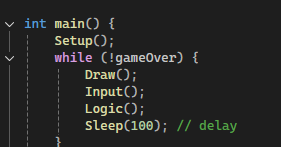 int main() {
    Setup();
    while (!gameOver) {
        Draw();
        Input();
        Logic();
        Sleep(100); // delay
    }